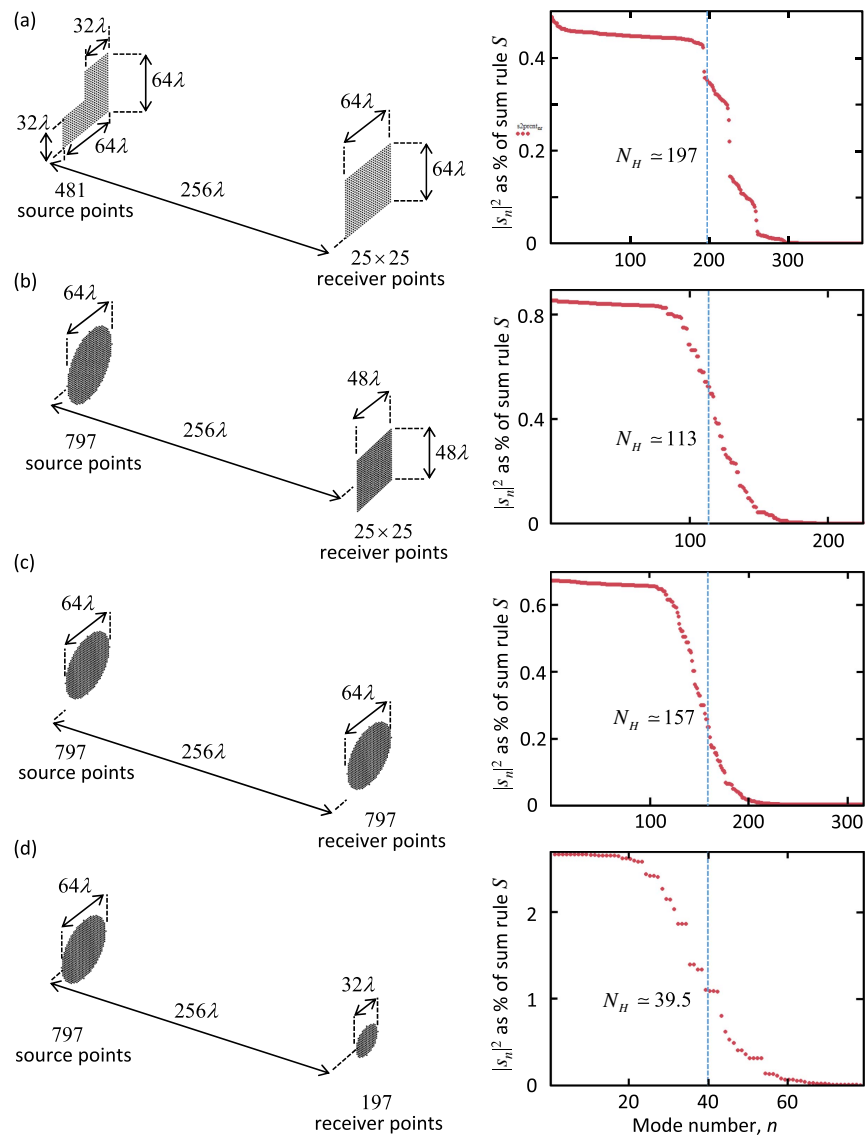 (a)
32λ
64λ
32λ
64λ
481
source points
256λ
64λ
64λ
25×25
receiver points
|sₙ|² as % of sum rule S
0.4
0.2
0
N_H ≃ 197
100
200
300
(b)
64λ
797
source points
256λ
48λ
48λ
25×25
receiver points
|sₙ|² as % of sum rule S
0.8
0.4
0
N_H ≃ 113
100
200
(c)
64λ
797
source points
256λ
64λ
797
receiver points
|sₙ|² as % of sum rule S
0.6
0.4
0.2
0
N_H ≃ 157
100
200
300
(d)
64λ
797
source points
256λ
32λ
197
receiver points
|sₙ|² as % of sum rule S
2
1
0
N_H ≃ 39.5
20
40
60
Mode number, n